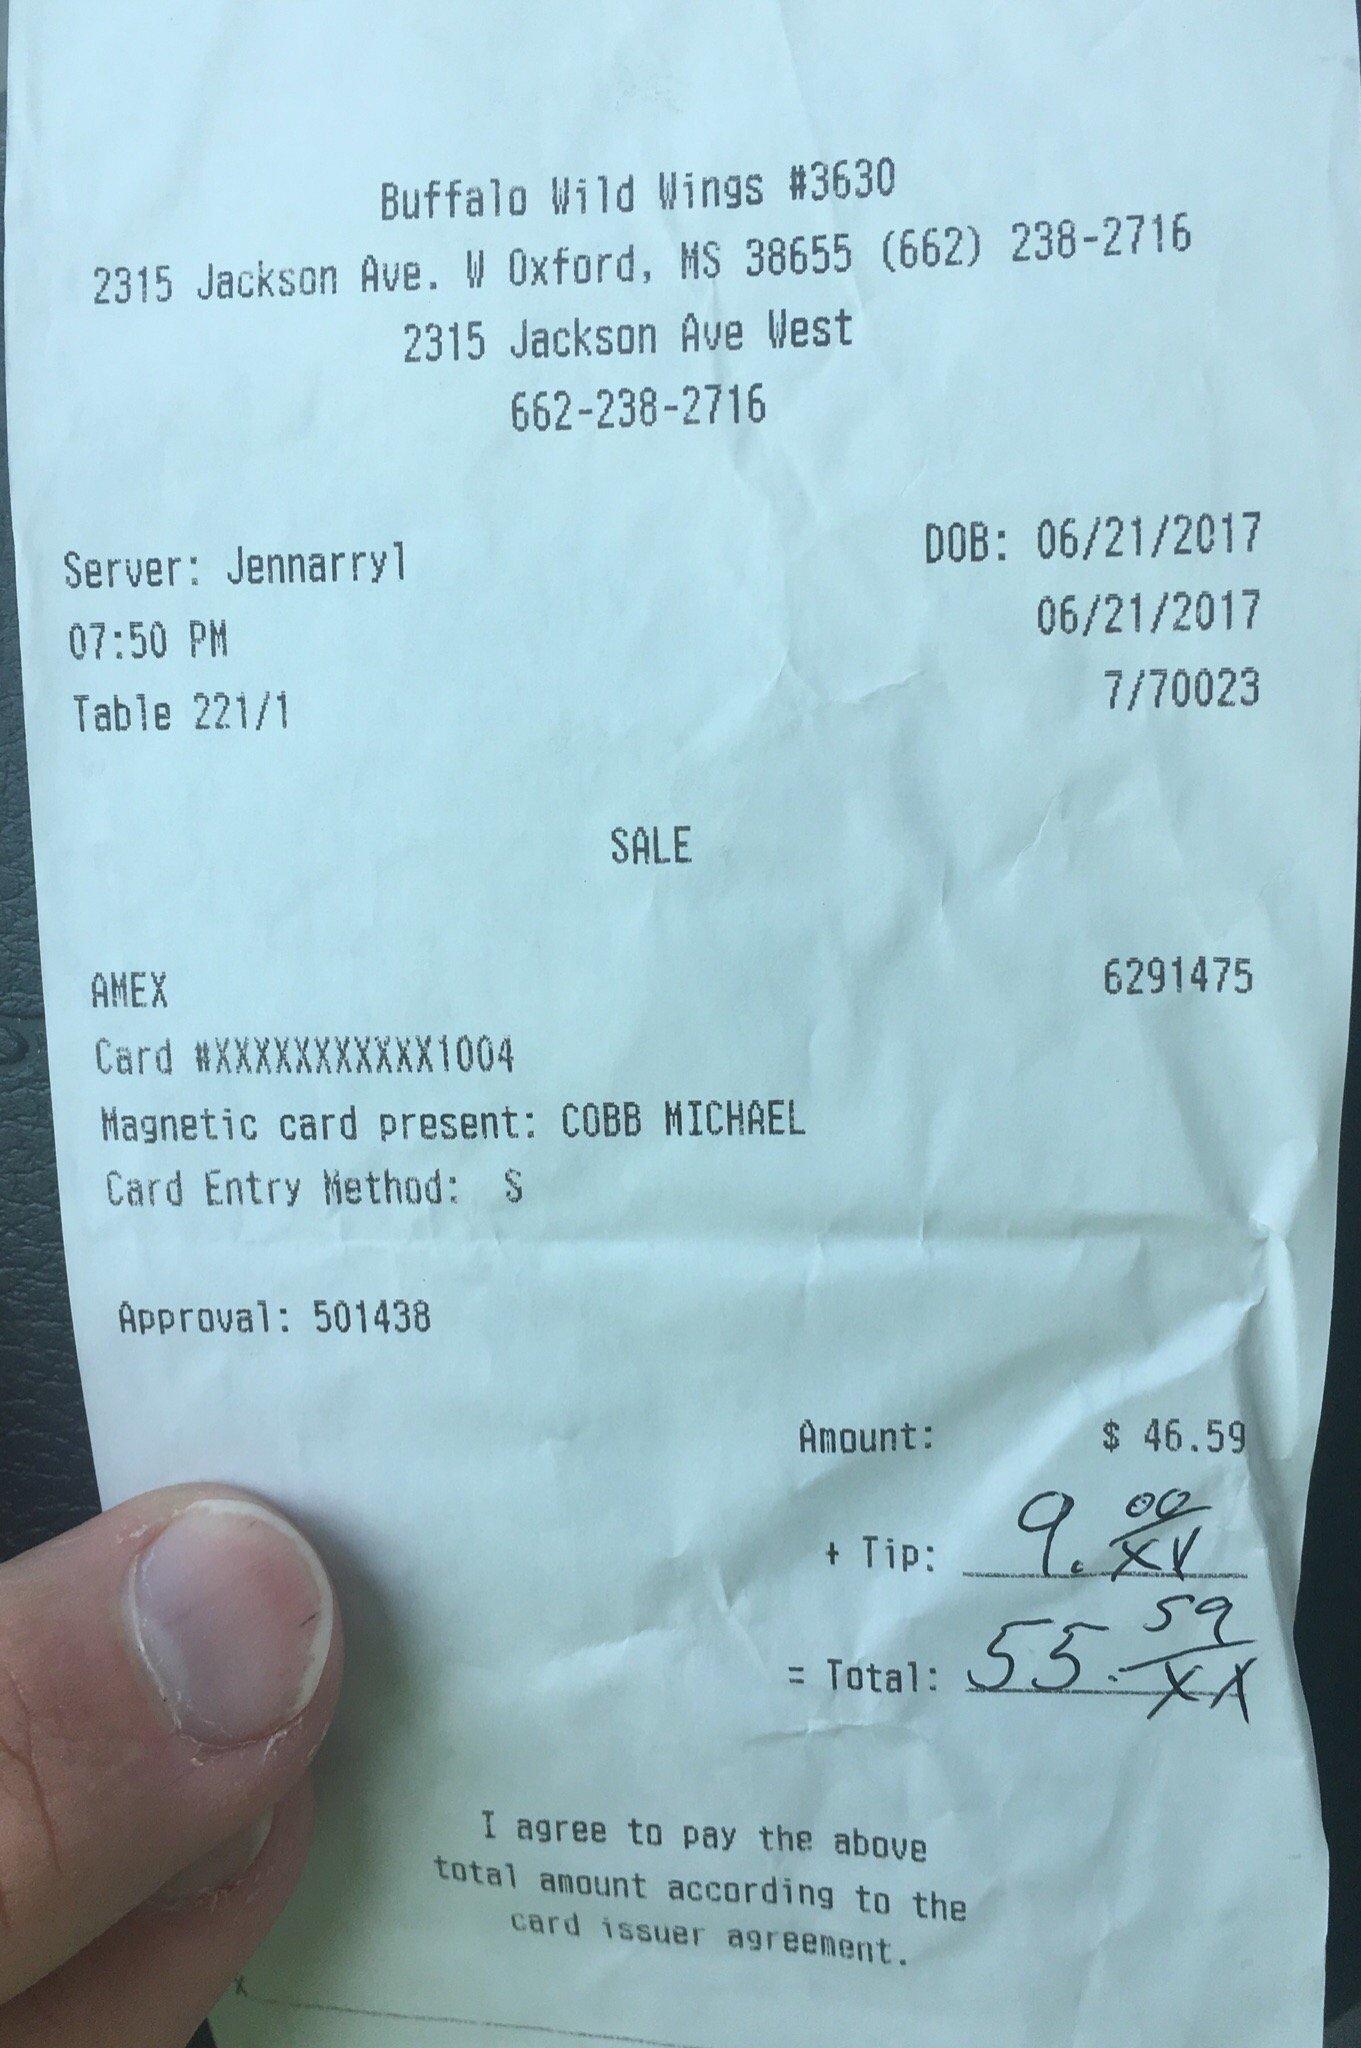 Buffalo Wild Wings #3630
2315 Jackson Ave. W Oxford, MS 38655 (662) 238-2716
2315 Jackson Ave West
662-238-2716
Server: Jennarryl DOB: 06/21/2017
07:50 PM 06/21/2017
Table 221/1 7/70023
SALE
AMEX 6291475
Card #XXXXXXXXXXX1004
Magnetic card present: COBB MICHAEL
Card Entry Method: S
Approval: 501438
Amount: $ 46.59
+ Tip: 9. 00/XX
= Total: 55. 59/XX
I agree to pay the above
total amount according to the
card issuer agreement.
X